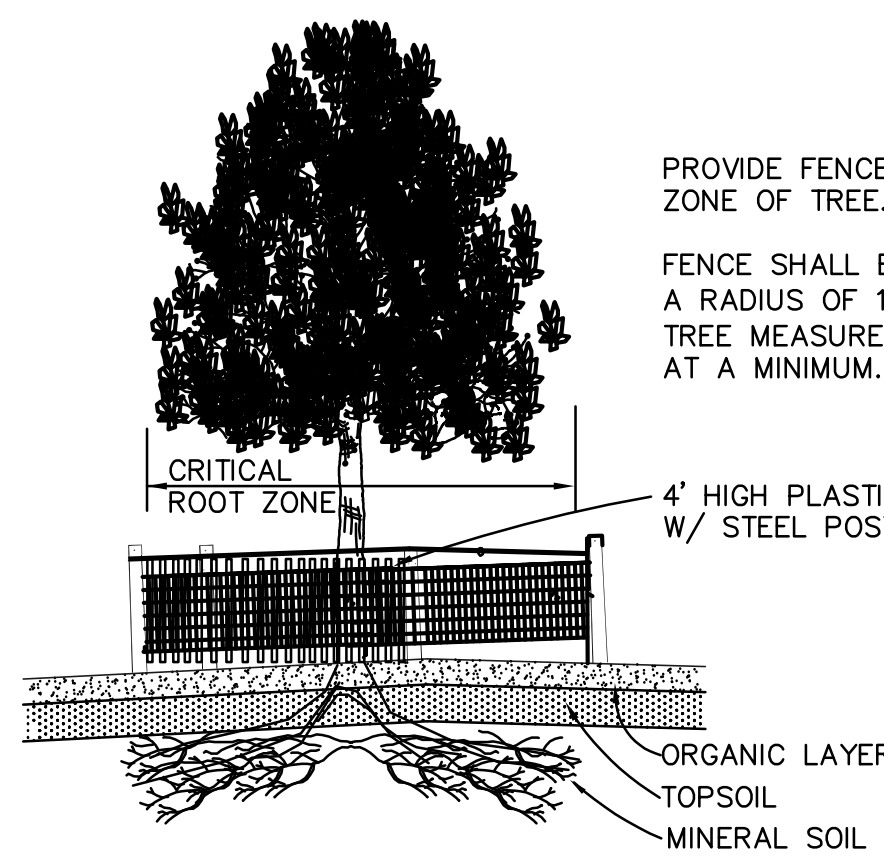 PROVIDE FENCE
ZONE OF TREE.
FENCE SHALL
A RADIUS OF 1
TREE MEASURE
AT A MINIMUM.
CRITICAL
ROOT ZONE
4' HIGH PLASTI
W/ STEEL POS
ORGANIC LAYER
TOPSOIL
MINERAL SOIL